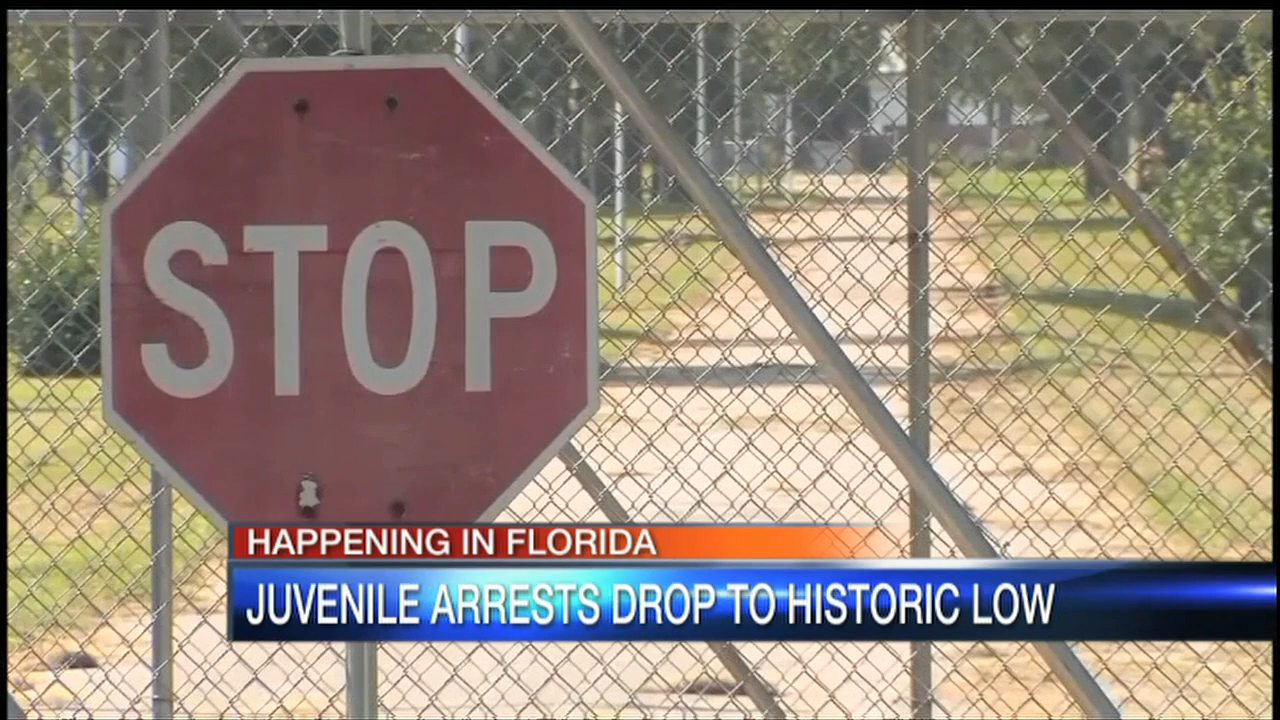 STOP
HAPPENING IN FLORIDA
JUVENILE ARRESTS DROP TO HISTORIC LOW